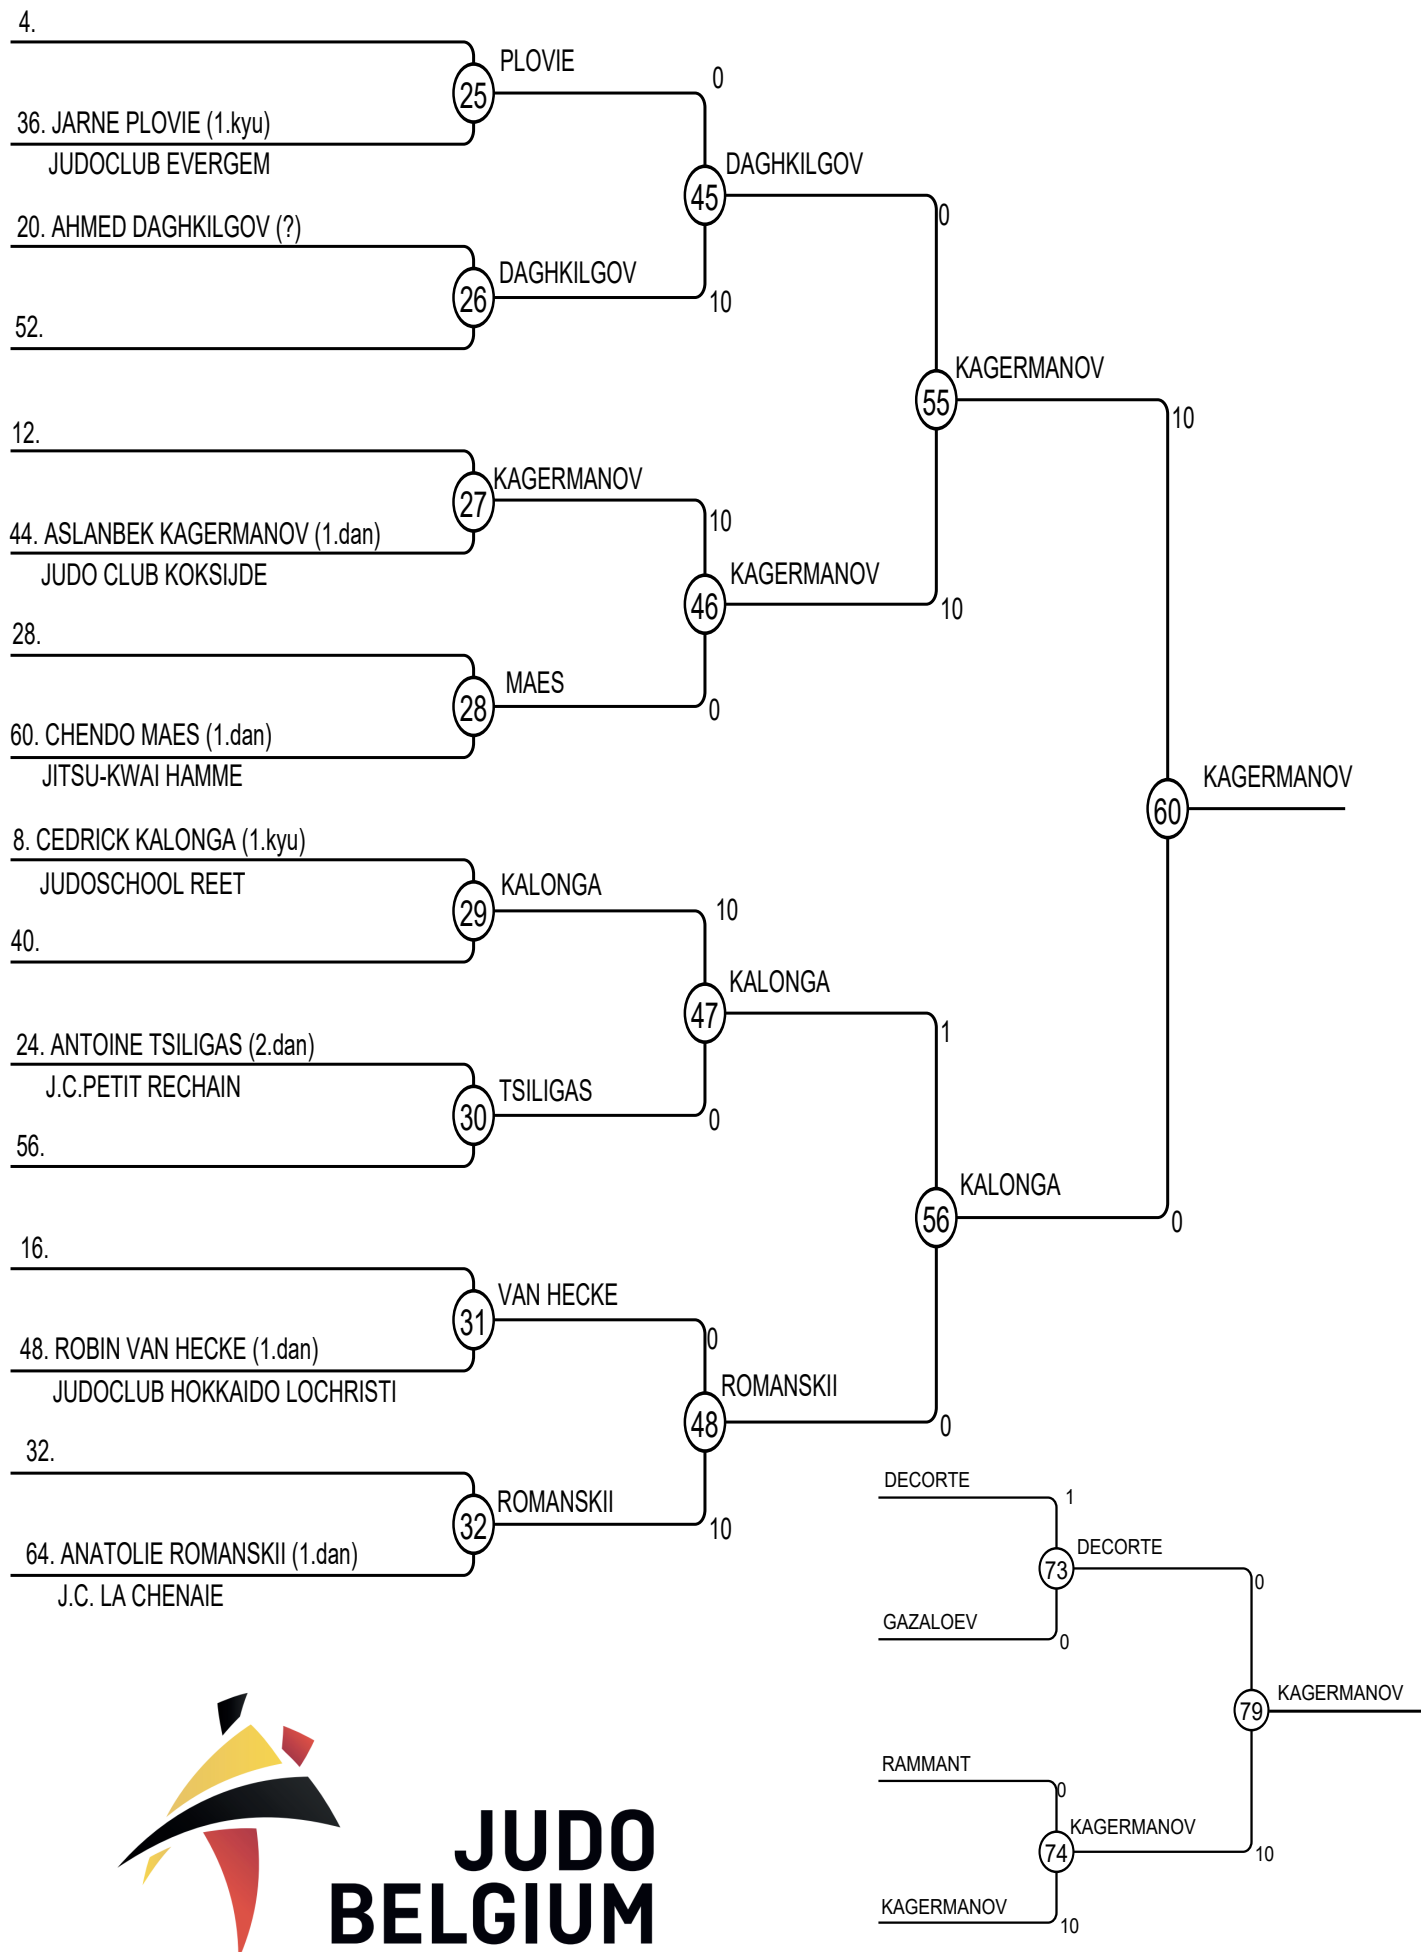 4.
PLOVIE
0
25
36. JARNE PLOVIE (1.kyu)
JUDOCLUB EVERGEM
DAGHKILGOV
45
0
20. AHMED DAGHKILGOV (?)
DAGHKILGOV
26
10
52.
KAGERMANOV
55
10
12.
KAGERMANOV
27
10
44. ASLANBEK KAGERMANOV (1.dan)
JUDO CLUB KOKSIJDE
KAGERMANOV
46
10
28.
MAES
28
0
60. CHENDO MAES (1.dan)
JITSU-KWAI HAMME
KAGERMANOV
60
8. CEDRICK KALONGA (1.kyu)
JUDOSCHOOL REET
KALONGA
29
10
40.
KALONGA
47
1
24. ANTOINE TSILIGAS (2.dan)
J.C.PETIT RECHAIN
TSILIGAS
30
0
56.
KALONGA
56
0
16.
VAN HECKE
31
0
48. ROBIN VAN HECKE (1.dan)
JUDOCLUB HOKKAIDO LOCHRISTI
ROMANSKII
48
0
32.
ROMANSKII
32
10
64. ANATOLIE ROMANSKII (1.dan)
J.C. LA CHENAIE
DECORTE
1
DECORTE
73
0
GAZALOEV
0
KAGERMANOV
79
RAMMANT
0
KAGERMANOV
74
10
KAGERMANOV
10
JUDO
BELGIUM